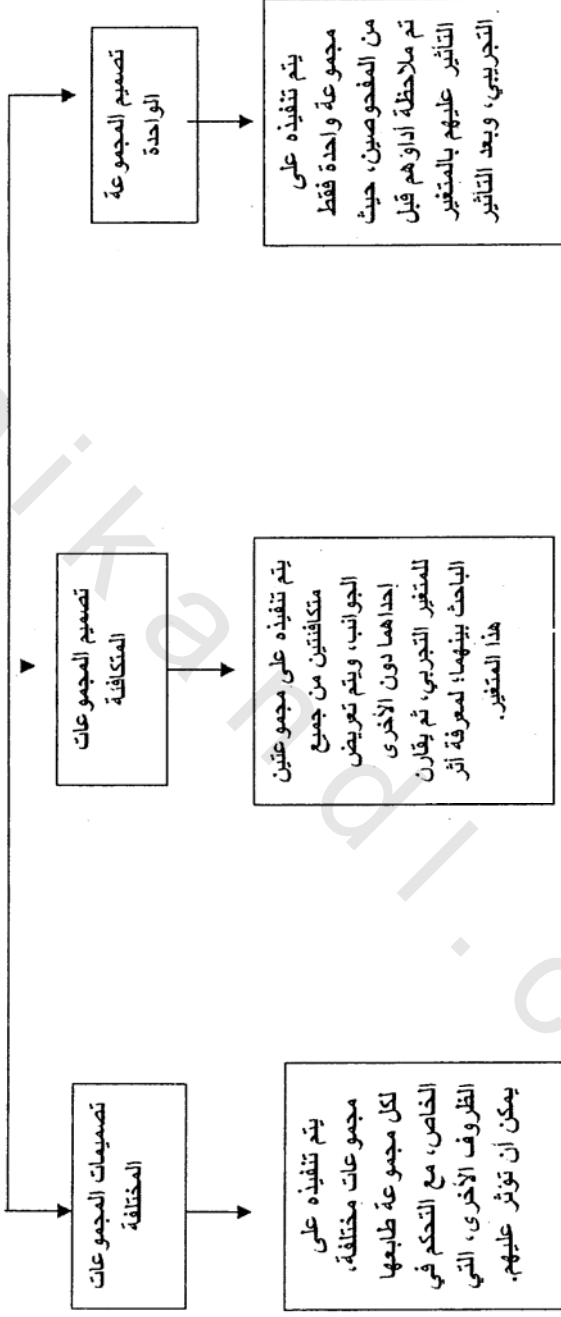 تصميم المجموعة
الواحدة
يتم تنفيذه على
مجموعة واحدة فقط
من المفحوصين، حيث
تم ملاحظة اداؤهم قبل
التأثير عليهم بالمتغير
التجريبي، وبعد التأثير
تصميم المجموعات
المتكافئة
يتم تنفيذه على مجموعتين
متكافئتين من جميع
الجوانب، ويتم تعريض
إحداهما دون الأخرى
للمتغير التجربي، ثم يقارن
الباحث بينهما؛ لمعرفة أثر
هذا المتغير.
تصميمات المجموعات
المختلفة
يتم تنفيذه على
مجموعات مختلفة،
لكل مجموعة طابعها
الخاص، مع التحكم في
الظروف الأخرى، التي
يمكن أن تؤثر عليهم.